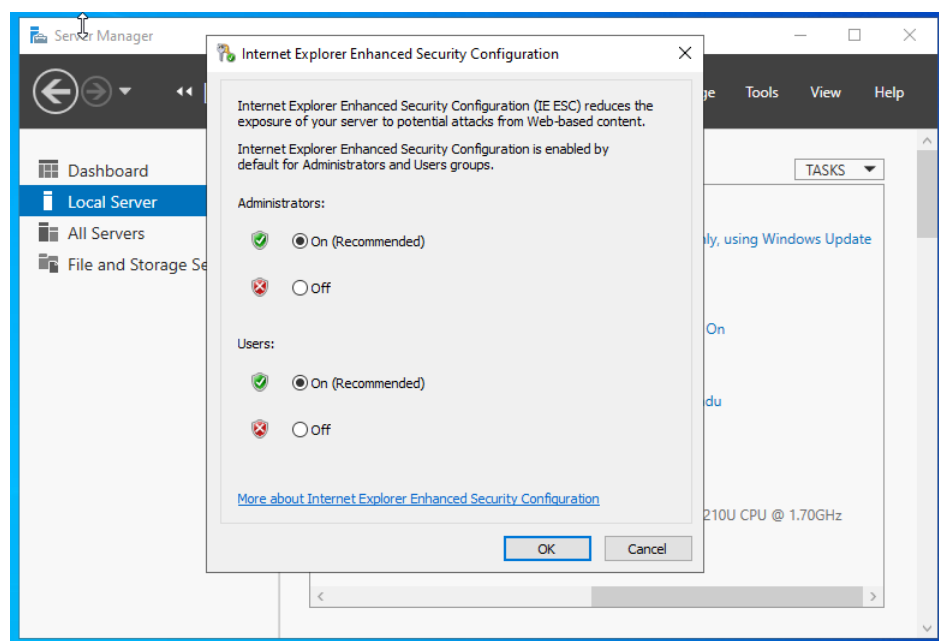 Server Manager
Internet Explorer Enhanced Security Configuration
Tools View Help
Internet Explorer Enhanced Security Configuration (IE ESC) reduces the
exposure of your server to potential attacks from Web-based content.
Internet Explorer Enhanced Security Configuration is enabled by
default for Administrators and Users groups.
Dashboard
TASKS
Local Server
Administrators:
All Servers
On (Recommended)
using Windows Update
File and Storage
Off
On
Users:
On (Recommended)
Off
More about Internet Explorer Enhanced Security Configuration
210U CPU @ 1.70GHz
OK
Cancel